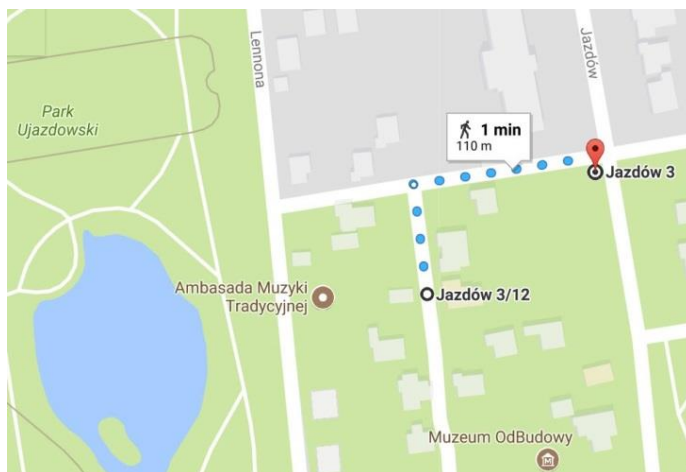 Lennona
Jazdów
Park
Ujazdowski
1 min
110 m
Jazdów 3
Ambasada Muzyki
Tradycyjnej
Jazdów 3/12
Muzeum OdBudowy
M